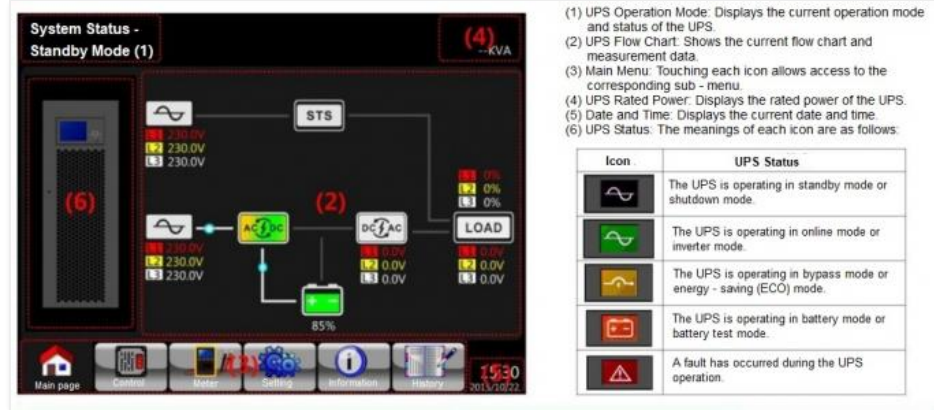 System Status -
Standby Mode (1)
(4)
--KVA
STS
L1 230.0V
L2 230.0V
L3 230.0V
(6)
(2)
L1 0%
L2 0%
L3 0%
AC DC
DC AC
LOAD
L1 230.0V
L2 230.0V
L3 230.0V
L1 0.0V
L2 0.0V
L3 0.0V
L1 0.0V
L2 0.0V
L3 0.0V
85%
(3)
(5)
15:30
2015/10/22
Main page
Control
Meter
Setting
Information
History
(1) UPS Operation Mode: Displays the current operation mode
and status of the UPS.
(2) UPS Flow Chart: Shows the current flow chart and
measurement data.
(3) Main Menu: Touching each icon allows access to the
corresponding sub - menu.
(4) UPS Rated Power: Displays the rated power of the UPS.
(5) Date and Time: Displays the current date and time.
(6) UPS Status: The meanings of each icon are as follows:
Icon
UPS Status
The UPS is operating in standby mode or
shutdown mode.
The UPS is operating in online mode or
inverter mode.
The UPS is operating in bypass mode or
energy - saving (ECO) mode.
The UPS is operating in battery mode or
battery test mode.
A fault has occurred during the UPS
operation.